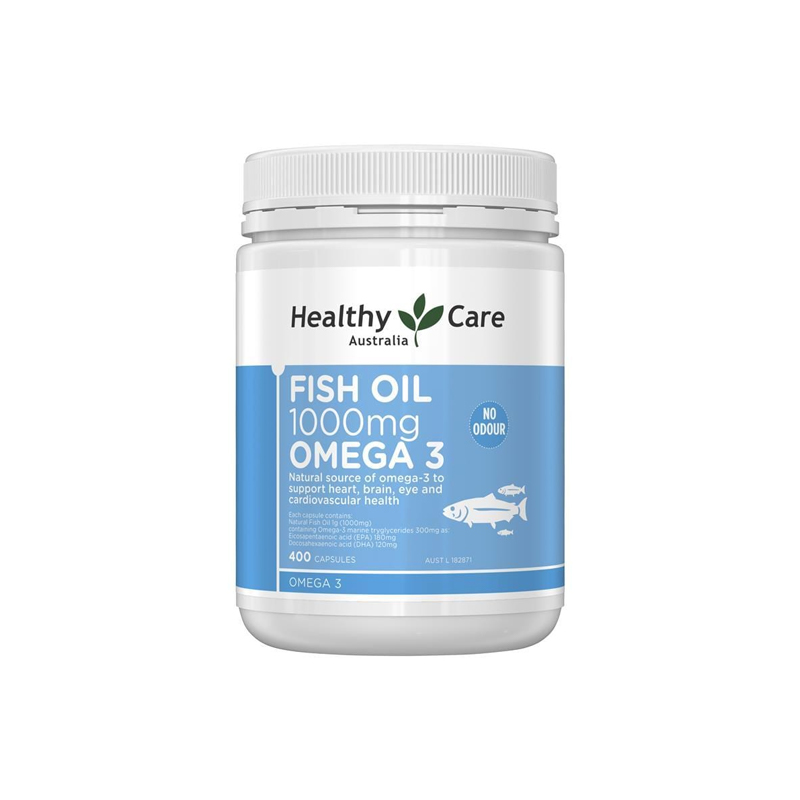 Healthy Care
Australia
FISH OIL
1000mg
OMEGA 3
NO
ODOUR
Natural source of omega-3 to
support heart, brain, eye and
cardiovascular health
Each capsule contains:
Natural Fish Oil 1g (1000mg)
containing Omega-3 marine tryglycerides 300mg as:
Eicosapentaenoic acid (EPA) 180mg
Docosahexaenoic acid (DHA) 120mg
400 CAPSULES
AUST L 182871
OMEGA 3